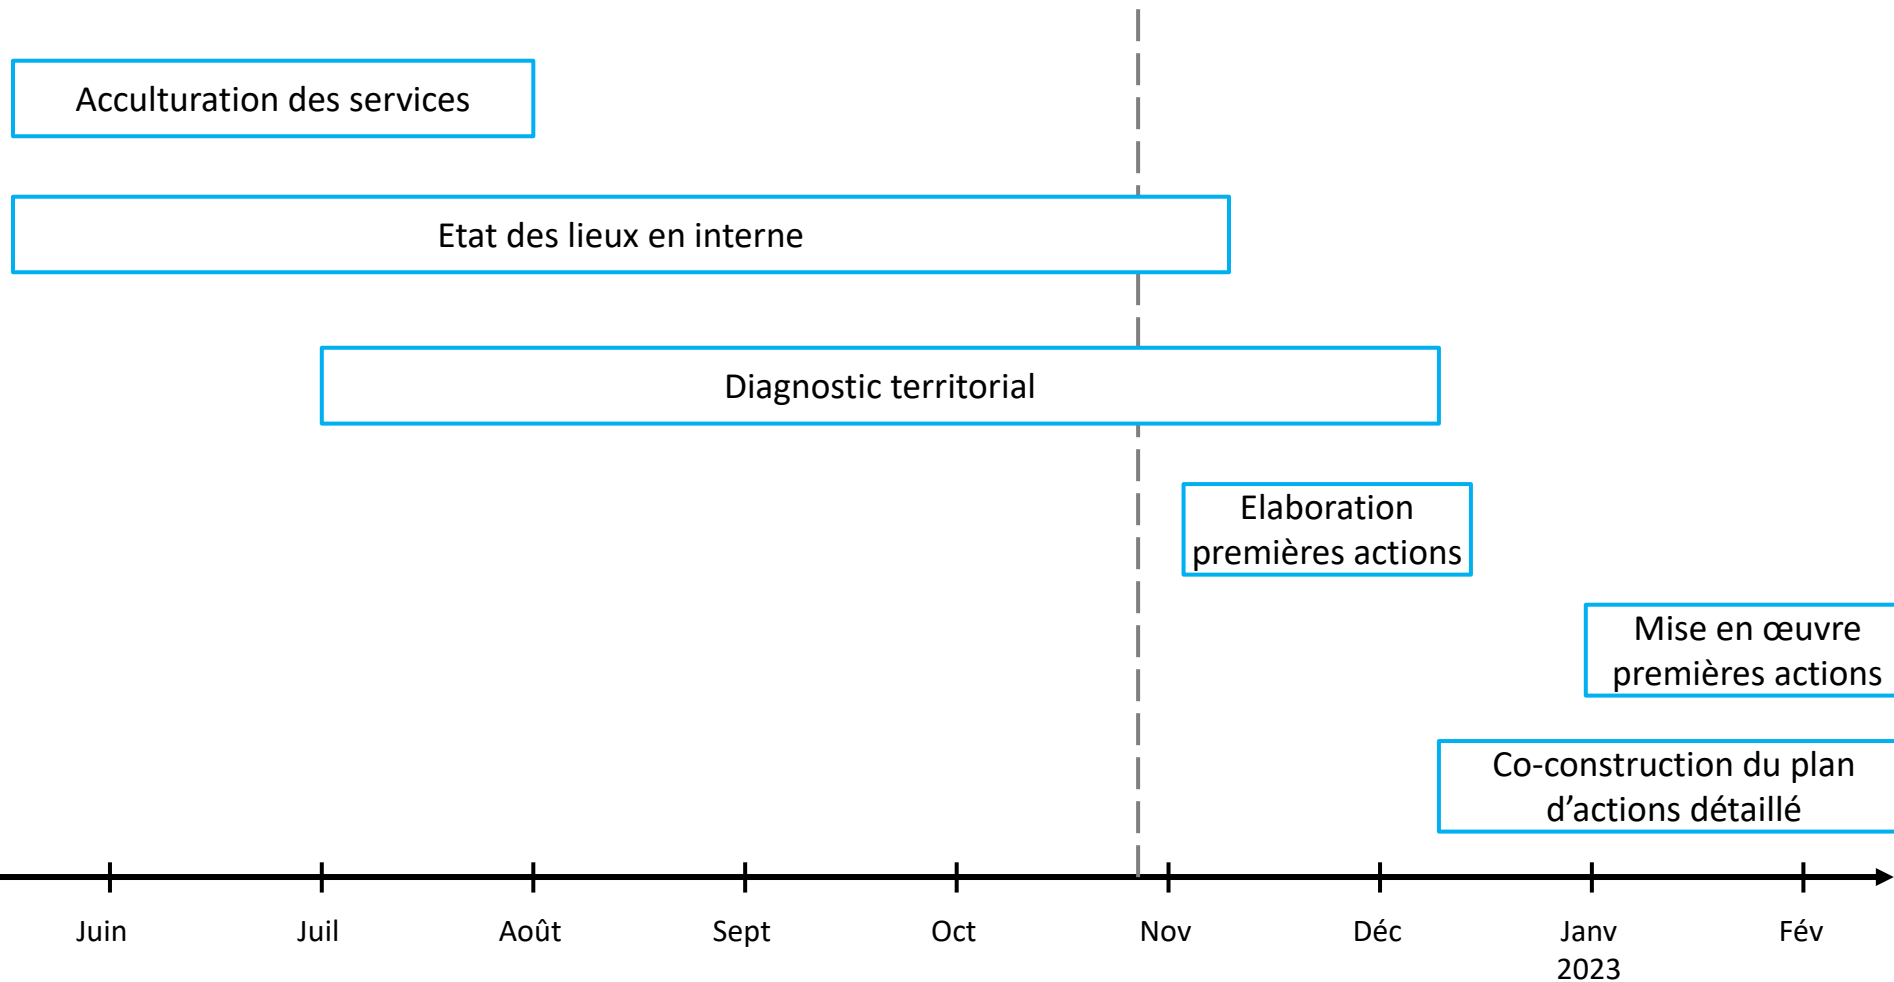 Acculturation des services
Etat des lieux en interne
Diagnostic territorial
Elaboration
premières actions
Mise en œuvre
premières actions
Co-construction du plan
d’actions détaillé
Juin
Juil
Août
Sept
Oct
Nov
Déc
Janv
2023
Fév